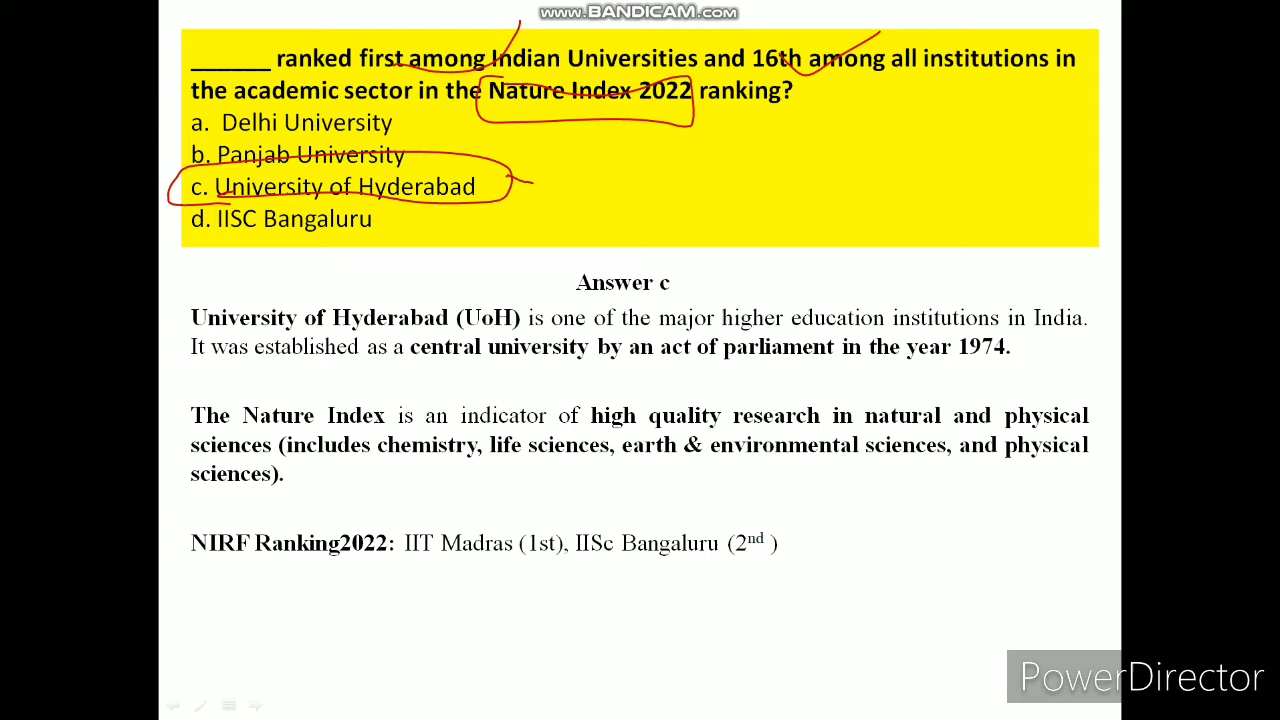 www.BANDICAM.com
______ ranked first among Indian Universities and 16th among all institutions in
the academic sector in the Nature Index 2022 ranking?
a. Delhi University
b. Panjab University
c. University of Hyderabad
d. IISC Bangaluru
Answer c
University of Hyderabad (UoH) is one of the major higher education institutions in India.
It was established as a central university by an act of parliament in the year 1974.
The Nature Index is an indicator of high quality research in natural and physical
sciences (includes chemistry, life sciences, earth & environmental sciences, and physical
sciences).
NIRF Ranking2022: IIT Madras (1st), IISc Bangaluru (2nd )
PowerDirector